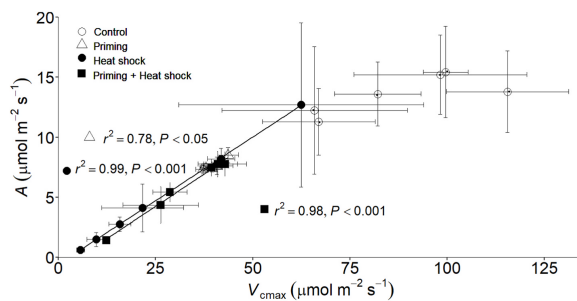 Control
Priming
Heat shock
Priming + Heat shock
r² = 0.78, P < 0.05
r² = 0.99, P < 0.001
r² = 0.98, P < 0.001
20
15
10
5
0
A (μmol m⁻² s⁻¹)
0 25 50 75 100 125
Vcmax (μmol m⁻² s⁻¹)